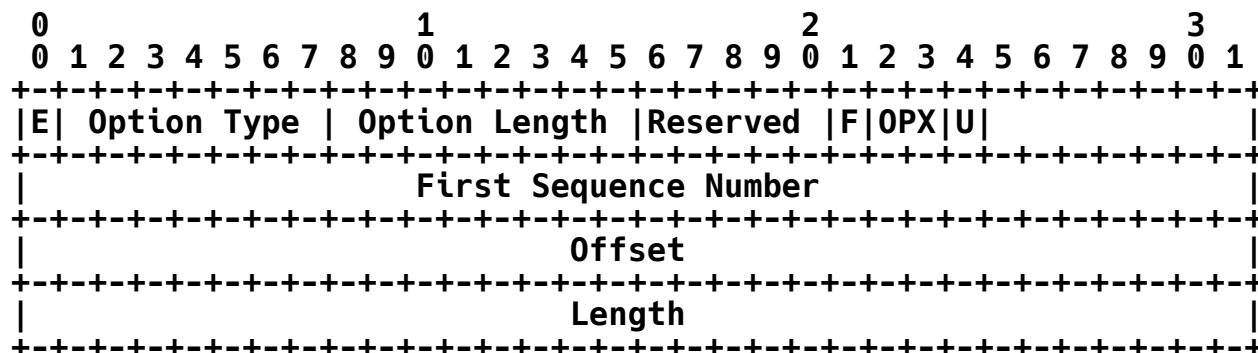 0                   1                   2                   3
 0 1 2 3 4 5 6 7 8 9 0 1 2 3 4 5 6 7 8 9 0 1 2 3 4 5 6 7 8 9 0 1
+-+-+-+-+-+-+-+-+-+-+-+-+-+-+-+-+-+-+-+-+-+-+-+-+-+-+-+-+-+-+-+-+
|E| Option Type | Option Length |Reserved |F|OPX|U|             |
+-+-+-+-+-+-+-+-+-+-+-+-+-+-+-+-+-+-+-+-+-+-+-+-+-+-+-+-+-+-+-+-+
|                    First Sequence Number                      |
+-+-+-+-+-+-+-+-+-+-+-+-+-+-+-+-+-+-+-+-+-+-+-+-+-+-+-+-+-+-+-+-+
|                            Offset                             |
+-+-+-+-+-+-+-+-+-+-+-+-+-+-+-+-+-+-+-+-+-+-+-+-+-+-+-+-+-+-+-+-+
|                            Length                             |
+-+-+-+-+-+-+-+-+-+-+-+-+-+-+-+-+-+-+-+-+-+-+-+-+-+-+-+-+-+-+-+-+